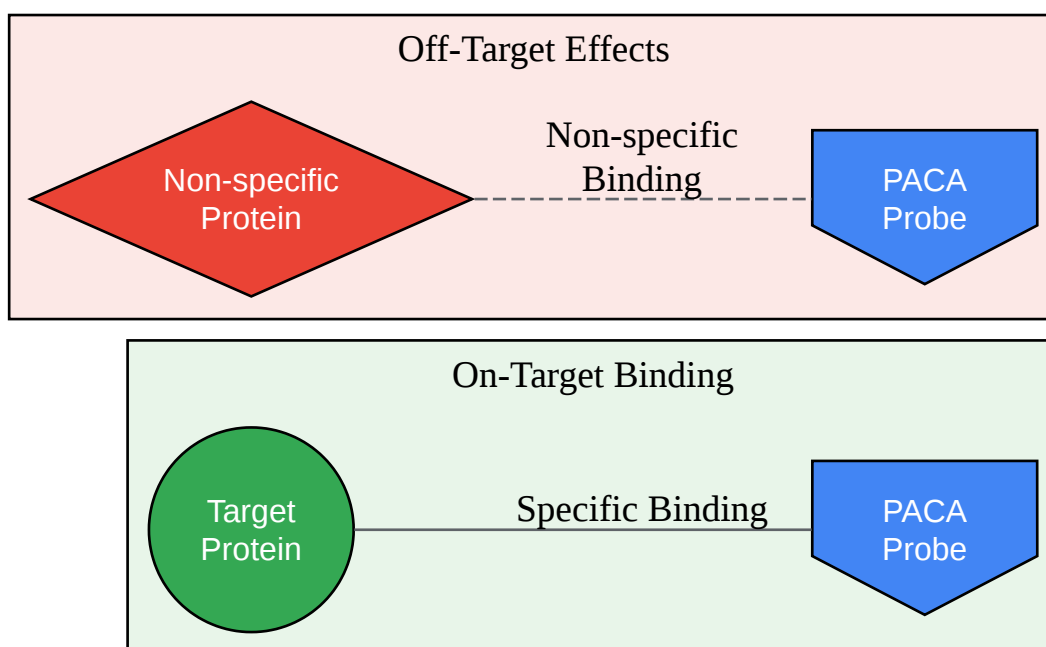 Off-Target Effects
Non-specific
Protein
Non-specific
Binding
PACA
Probe
On-Target Binding
Target
Protein
Specific Binding
PACA
Probe